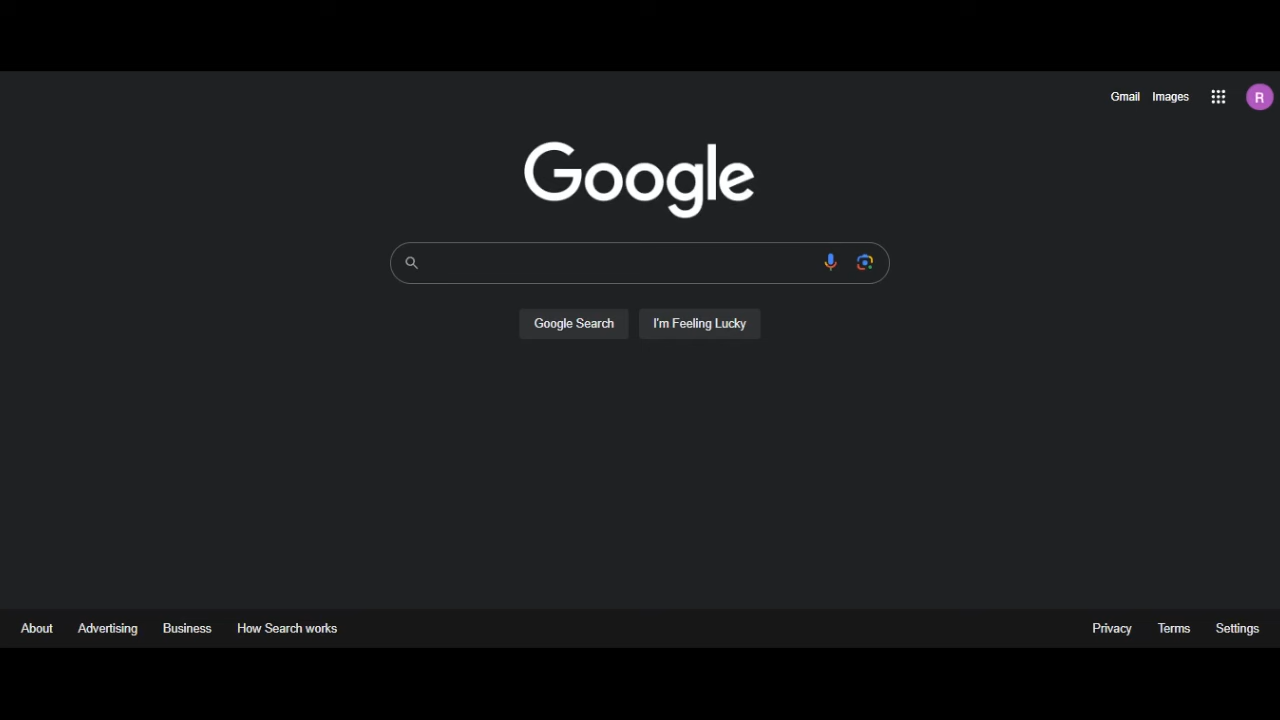 Gmail Images R
Google
Google Search I'm Feeling Lucky
About Advertising Business How Search works Privacy Terms Settings